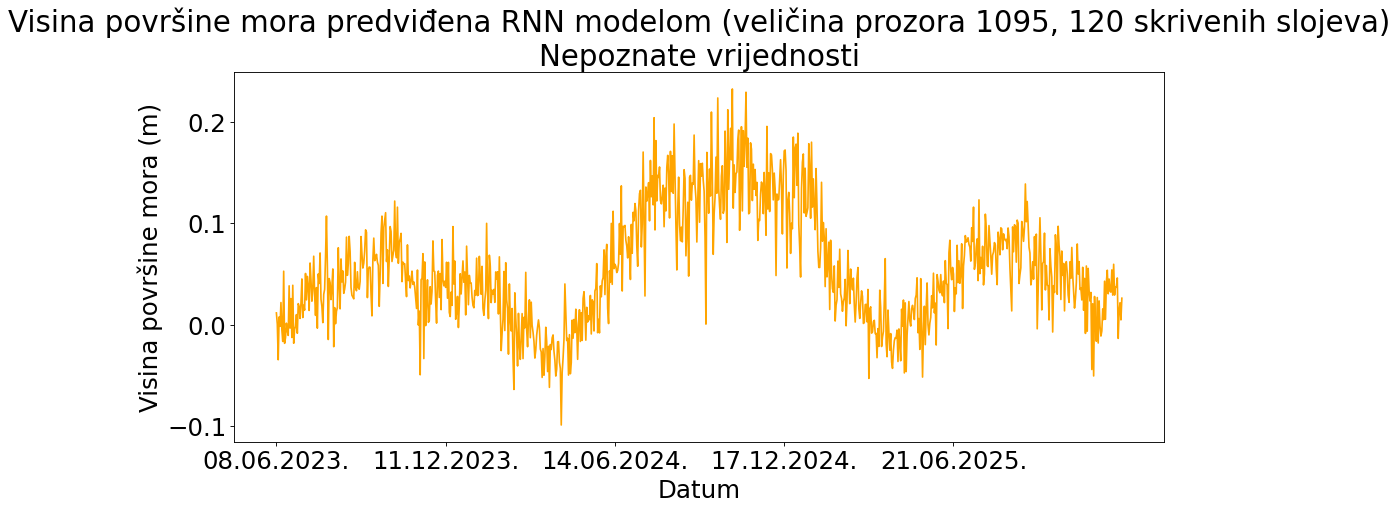 Visina površine mora predviđena RNN modelom (veličina prozora 1095, 120 skrivenih slojeva)
Nepoznate vrijednosti
Visina površine mora (m)
0.2
0.1
0.0
−0.1
08.06.2023. 11.12.2023. 14.06.2024. 17.12.2024. 21.06.2025.
Datum